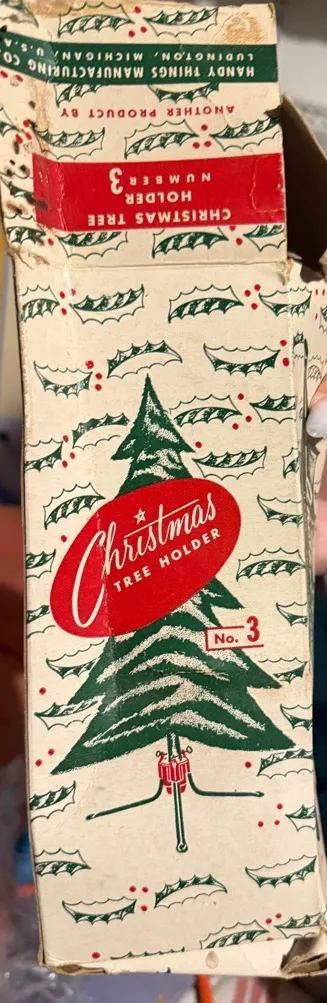 HANDY THINGS MANUFACTURING CO.
LUDINGTON, MICHIGAN, U.S.A.
ANOTHER PRODUCT BY
CHRISTMAS TREE
HOLDER
NUMBER 3
Christmas
TREE HOLDER
No. 3